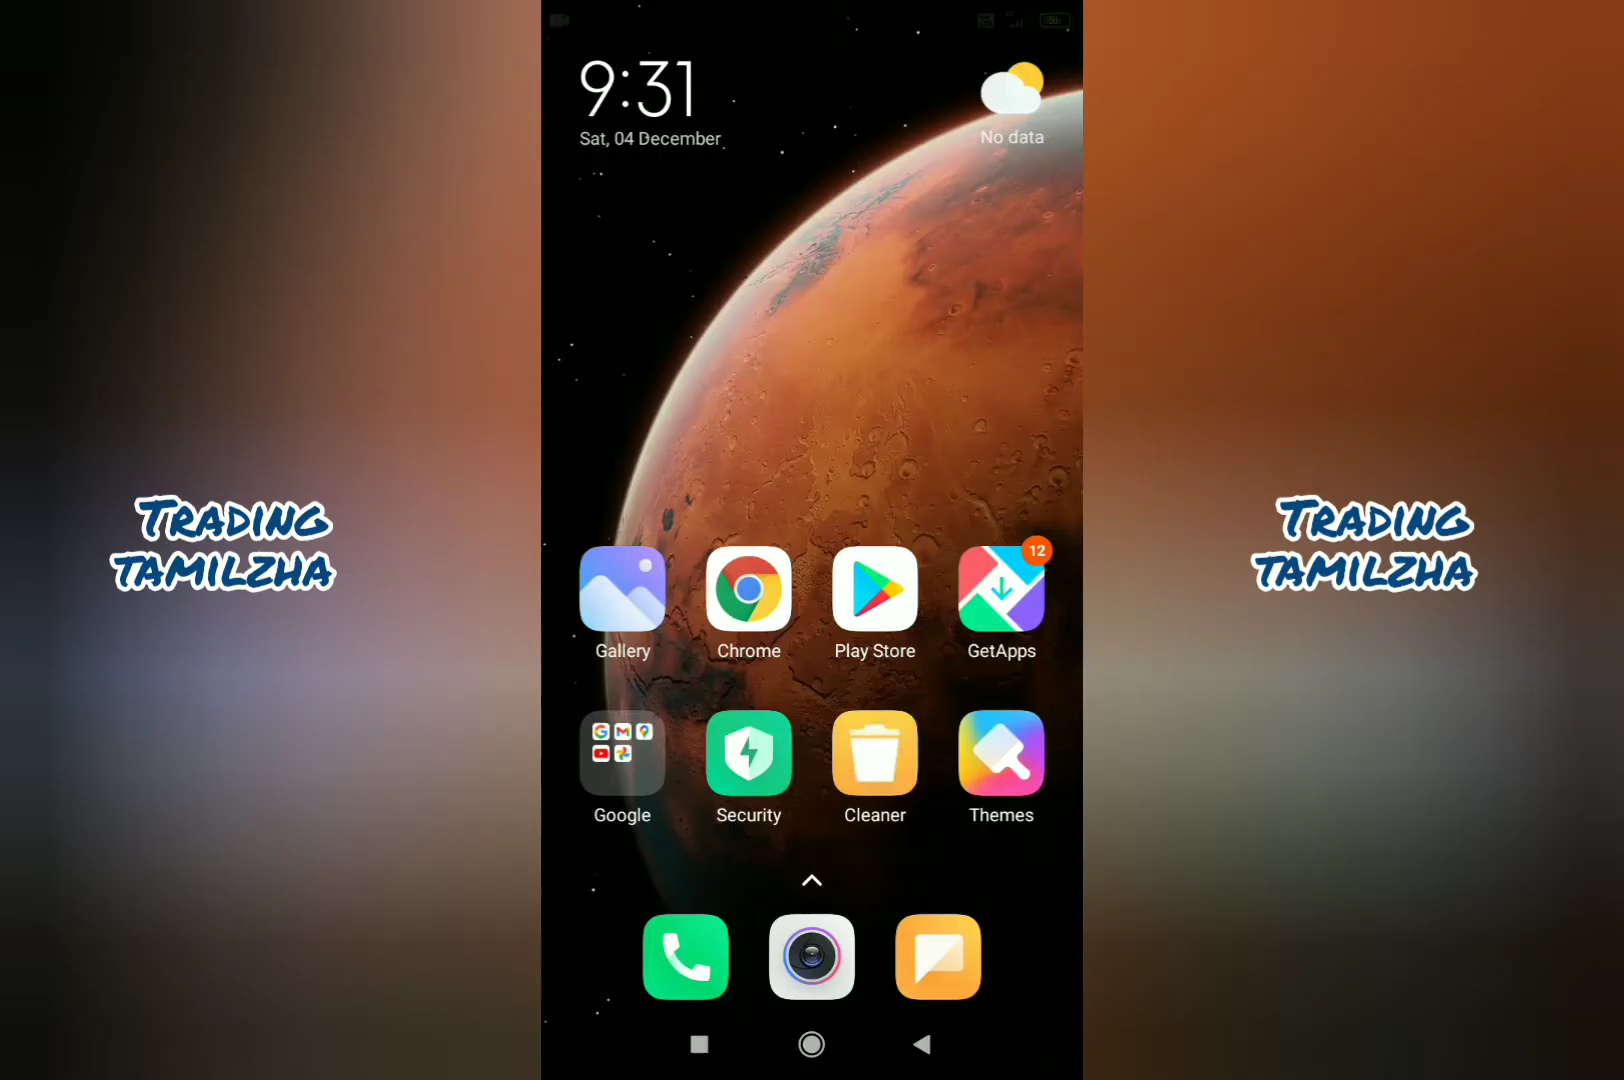 9:31
Sat, 04 December
No data
TRADING
TAMILZHA
TRADING
TAMILZHA
12
Gallery
Chrome
Play Store
GetApps
Google
Security
Cleaner
Themes